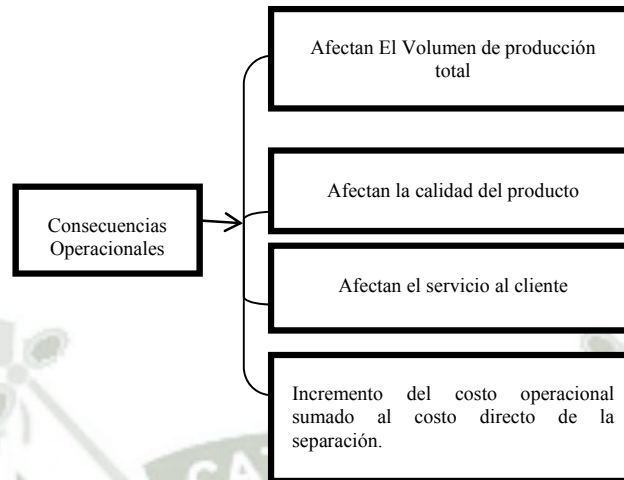 Afectan El Volumen de producción
total
Afectan la calidad del producto
Consecuencias
Operacionales
Afectan el servicio al cliente
Incremento del costo operacional
sumado al costo directo de la
separación.